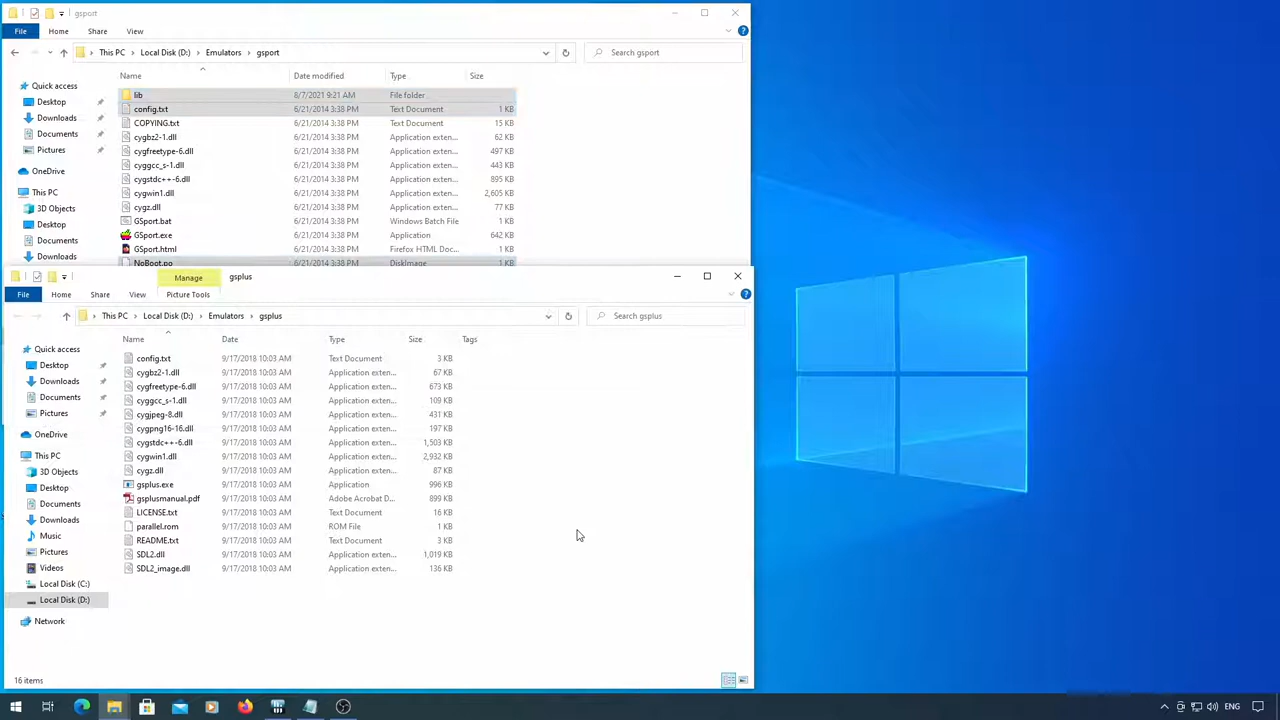 gsport
File Home Share View
This PC Local Disk (D:) Emulators gsport Search gsport
Name Date modified Type Size
Quick access
Desktop
Downloads
Documents
Pictures
OneDrive
This PC
3D Objects
Desktop
Documents
Downloads
lib 8/7/2021 9:21 AM File folder
config.txt 6/21/2014 3:38 PM Text Document 1 KB
COPYING.txt 6/21/2014 3:38 PM Text Document 15 KB
cygbz2-1.dll 6/21/2014 3:38 PM Application exten... 62 KB
cygfreetype-6.dll 6/21/2014 3:38 PM Application exten... 497 KB
cyggcc_s-1.dll 6/21/2014 3:38 PM Application exten... 443 KB
cygstdc++-6.dll 6/21/2014 3:38 PM Application exten... 895 KB
cygwin1.dll 6/21/2014 3:38 PM Application exten... 2,605 KB
cygz.dll 6/21/2014 3:38 PM Application exten... 77 KB
GSport.bat 6/21/2014 3:38 PM Windows Batch File 1 KB
GSport.exe 6/21/2014 3:38 PM Application 642 KB
GSport.html 6/21/2014 3:38 PM Firefox HTML Doc... 1 KB
NoBoot.po 6/21/2014 3:38 PM DiskImage 1 KB
Manage gsplus
File Home Share View Picture Tools
This PC Local Disk (D:) Emulators gsplus Search gsplus
Name Date Type Size Tags
Quick access
Desktop
Downloads
Documents
Pictures
OneDrive
This PC
3D Objects
Desktop
Documents
Downloads
Music
Pictures
Videos
Local Disk (C:)
Local Disk (D:)
Network
config.txt 9/17/2018 10:03 AM Text Document 3 KB
cygbz2-1.dll 9/17/2018 10:03 AM Application exten... 67 KB
cygfreetype-6.dll 9/17/2018 10:03 AM Application exten... 673 KB
cyggcc_s-1.dll 9/17/2018 10:03 AM Application exten... 109 KB
cygjpeg-8.dll 9/17/2018 10:03 AM Application exten... 431 KB
cygpng16-16.dll 9/17/2018 10:03 AM Application exten... 197 KB
cygstdc++-6.dll 9/17/2018 10:03 AM Application exten... 1,503 KB
cygwin1.dll 9/17/2018 10:03 AM Application exten... 2,932 KB
cygz.dll 9/17/2018 10:03 AM Application exten... 87 KB
gsplus.exe 9/17/2018 10:03 AM Application 996 KB
gsplusmanual.pdf 9/17/2018 10:03 AM Adobe Acrobat D... 899 KB
LICENSE.txt 9/17/2018 10:03 AM Text Document 16 KB
parallel.rom 9/17/2018 10:03 AM ROM File 1 KB
README.txt 9/17/2018 10:03 AM Text Document 3 KB
SDL2.dll 9/17/2018 10:03 AM Application exten... 1,019 KB
SDL2_image.dll 9/17/2018 10:03 AM Application exten... 136 KB
16 items
ENG